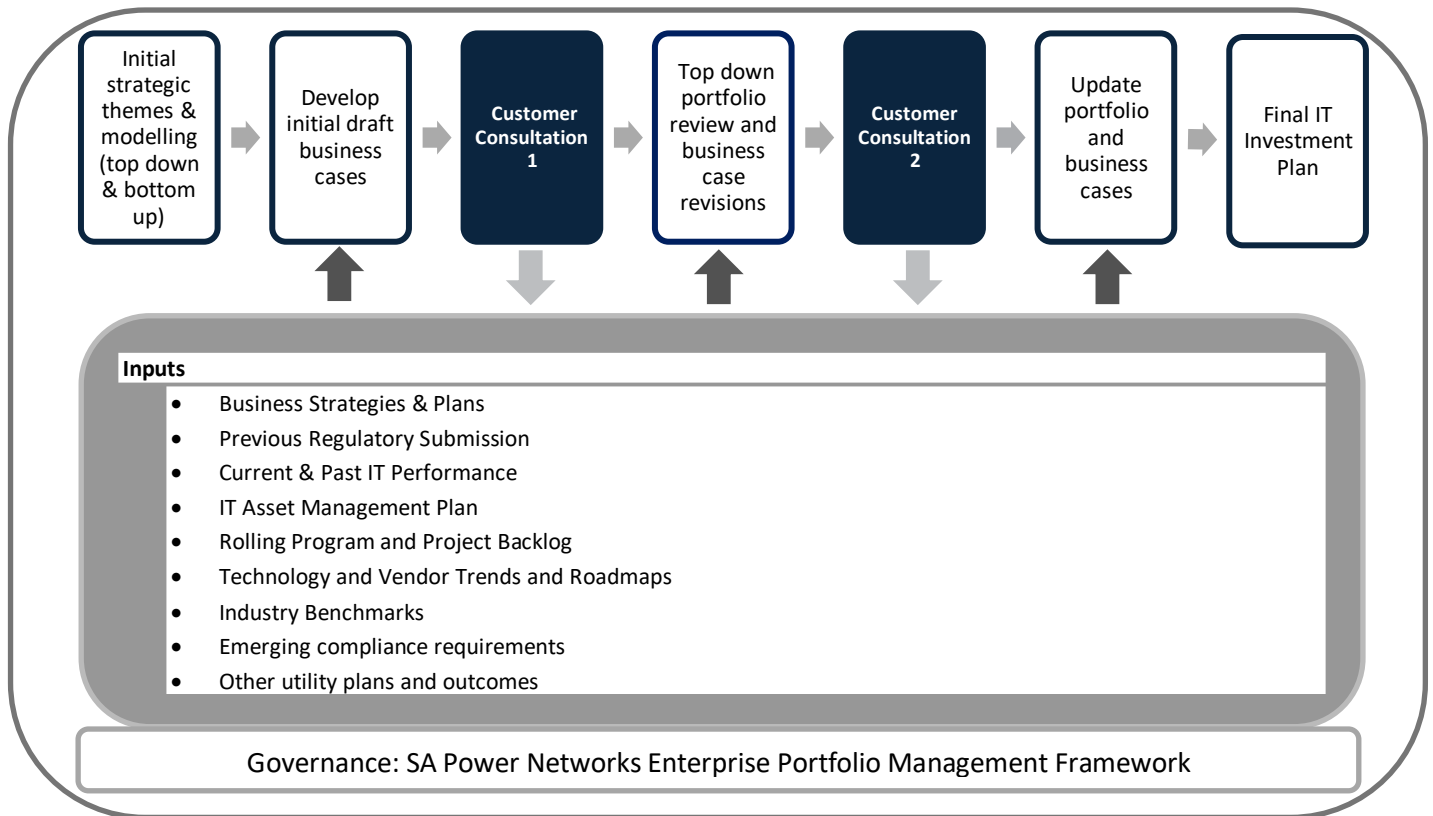 Initial
strategic
themes &
modelling
(top down
& bottom
up)
Develop
initial draft
business
cases
Customer
Consultation
1
Top down
portfolio
review and
business
case
revisions
Customer
Consultation
2
Update
portfolio
and
business
cases
Final IT
Investment
Plan
Inputs
• Business Strategies & Plans
• Previous Regulatory Submission
• Current & Past IT Performance
• IT Asset Management Plan
• Rolling Program and Project Backlog
• Technology and Vendor Trends and Roadmaps
• Industry Benchmarks
• Emerging compliance requirements
• Other utility plans and outcomes
Governance: SA Power Networks Enterprise Portfolio Management Framework